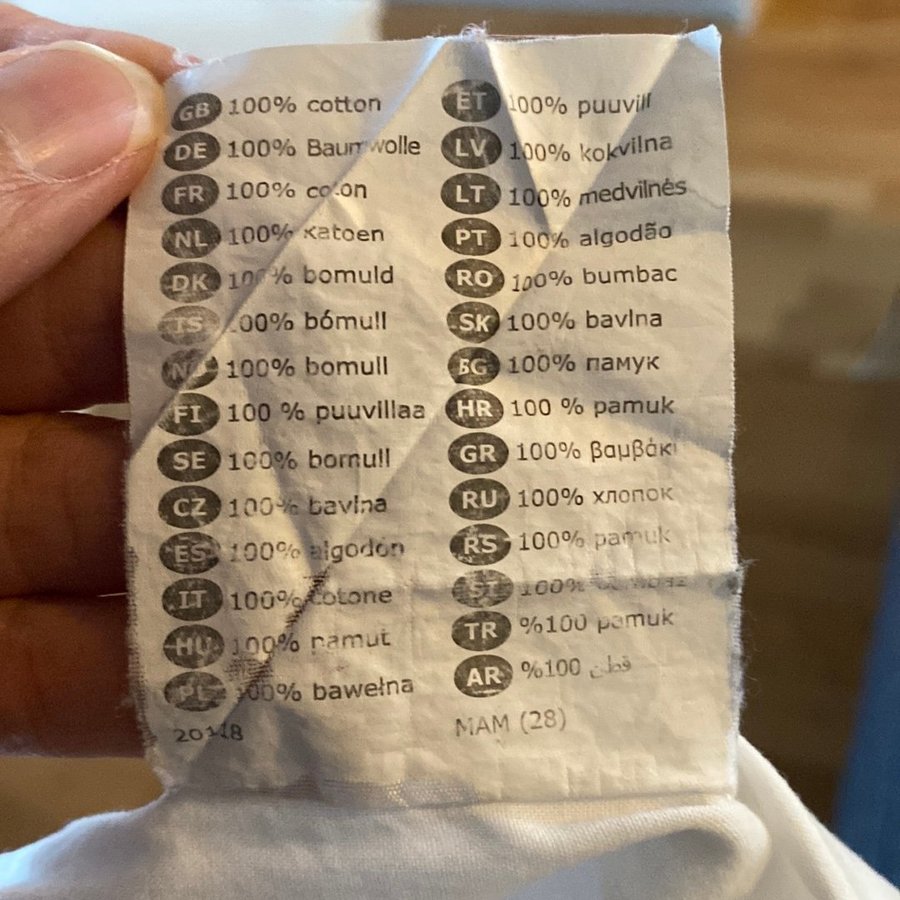 GB 100% cotton
DE 100% Baumwolle
FR 100% coton
NL 100% katoen
DK 100% bomuld
IS 100% bómull
NO 100% bomull
FI 100 % puuvillaa
SE 100% bomull
CZ 100% bavlna
ES 100% algodón
IT 100% cotone
HU 100% pamut
PL 100% bawełna
20148
ET 100% puuvill
LV 100% kokvilna
LT 100% medvilnės
PT 100% algodão
RO 100% bumbac
SK 100% bavlna
BG 100% памук
HR 100 % pamuk
GR 100% βαμβάκι
RU 100% хлопок
RS 100% pamuk
100%
TR %100 pamuk
AR %100 قطن
MAM (28)